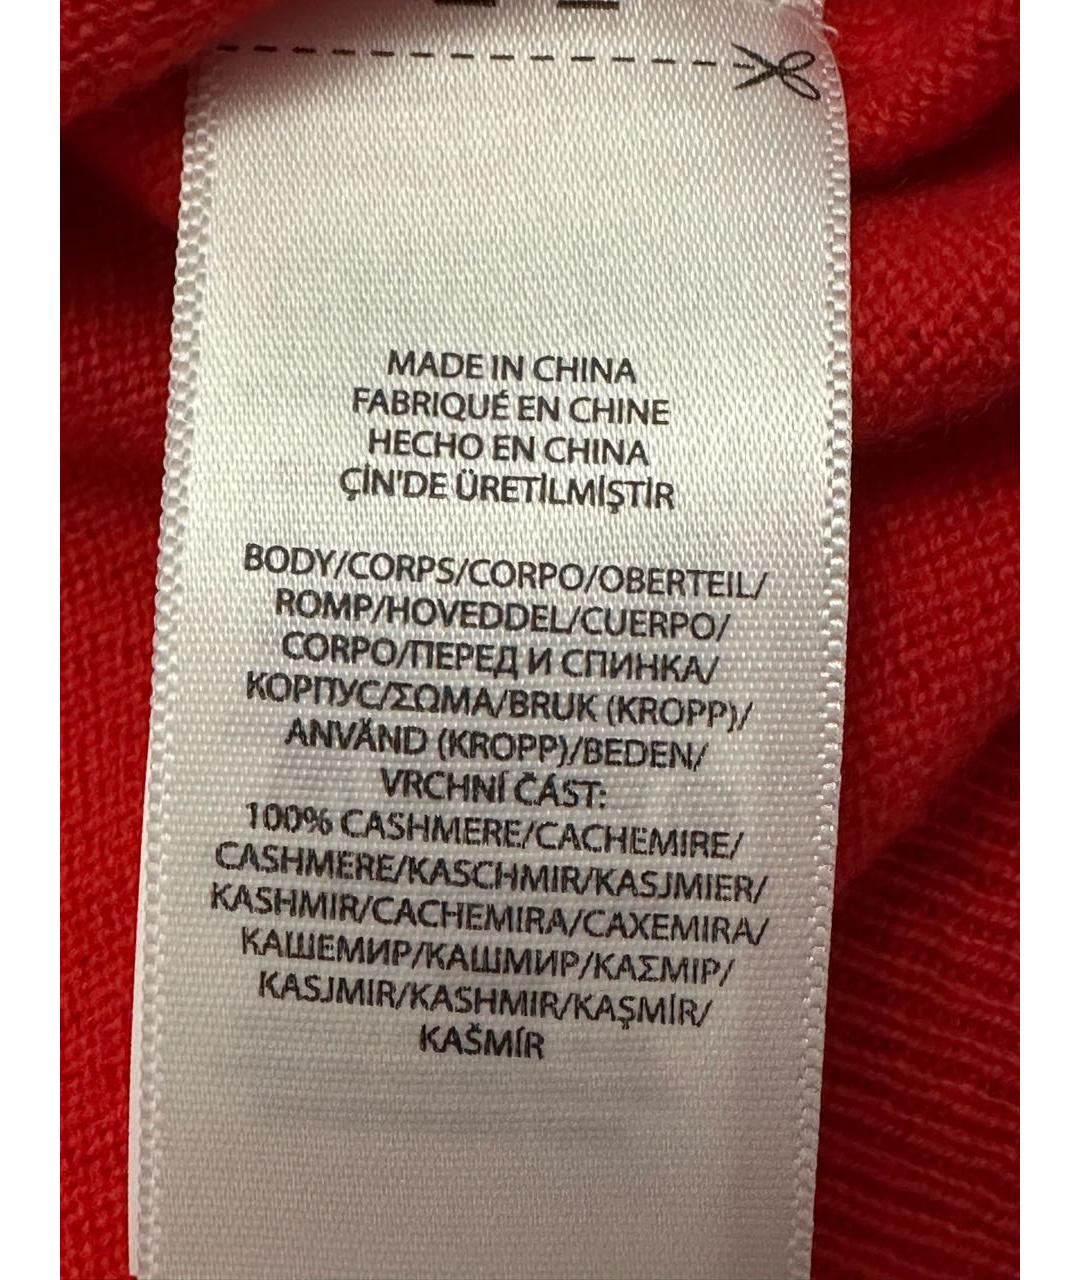 MADE IN CHINA
FABRIQUÉ EN CHINE
HECHO EN CHINA
ÇİN'DE ÜRETİLMİŞTİR
BODY/CORPS/CORPO/OBERTEIL/
ROMP/HOVEDDEL/CUERPO/
CORPO/ПЕРЕД И СПИНКА/
КОРПУС/ΣΩΜΑ/BRUK (KROPP)/
ANVÄND (KROPP)/BEDEN/
VRCHNÍ ČÁST:
100% CASHMERE/CACHEMIRE/
CASHMERE/KASCHMIR/KASJMIER/
KASHMIR/CACHEMIRA/CAXEMIRA/
КАШЕМИР/КАШМИР/ΚΑΣΜΙΡ/
KASJMIR/KASHMIR/KAŞMİR/
KAŠMÍR